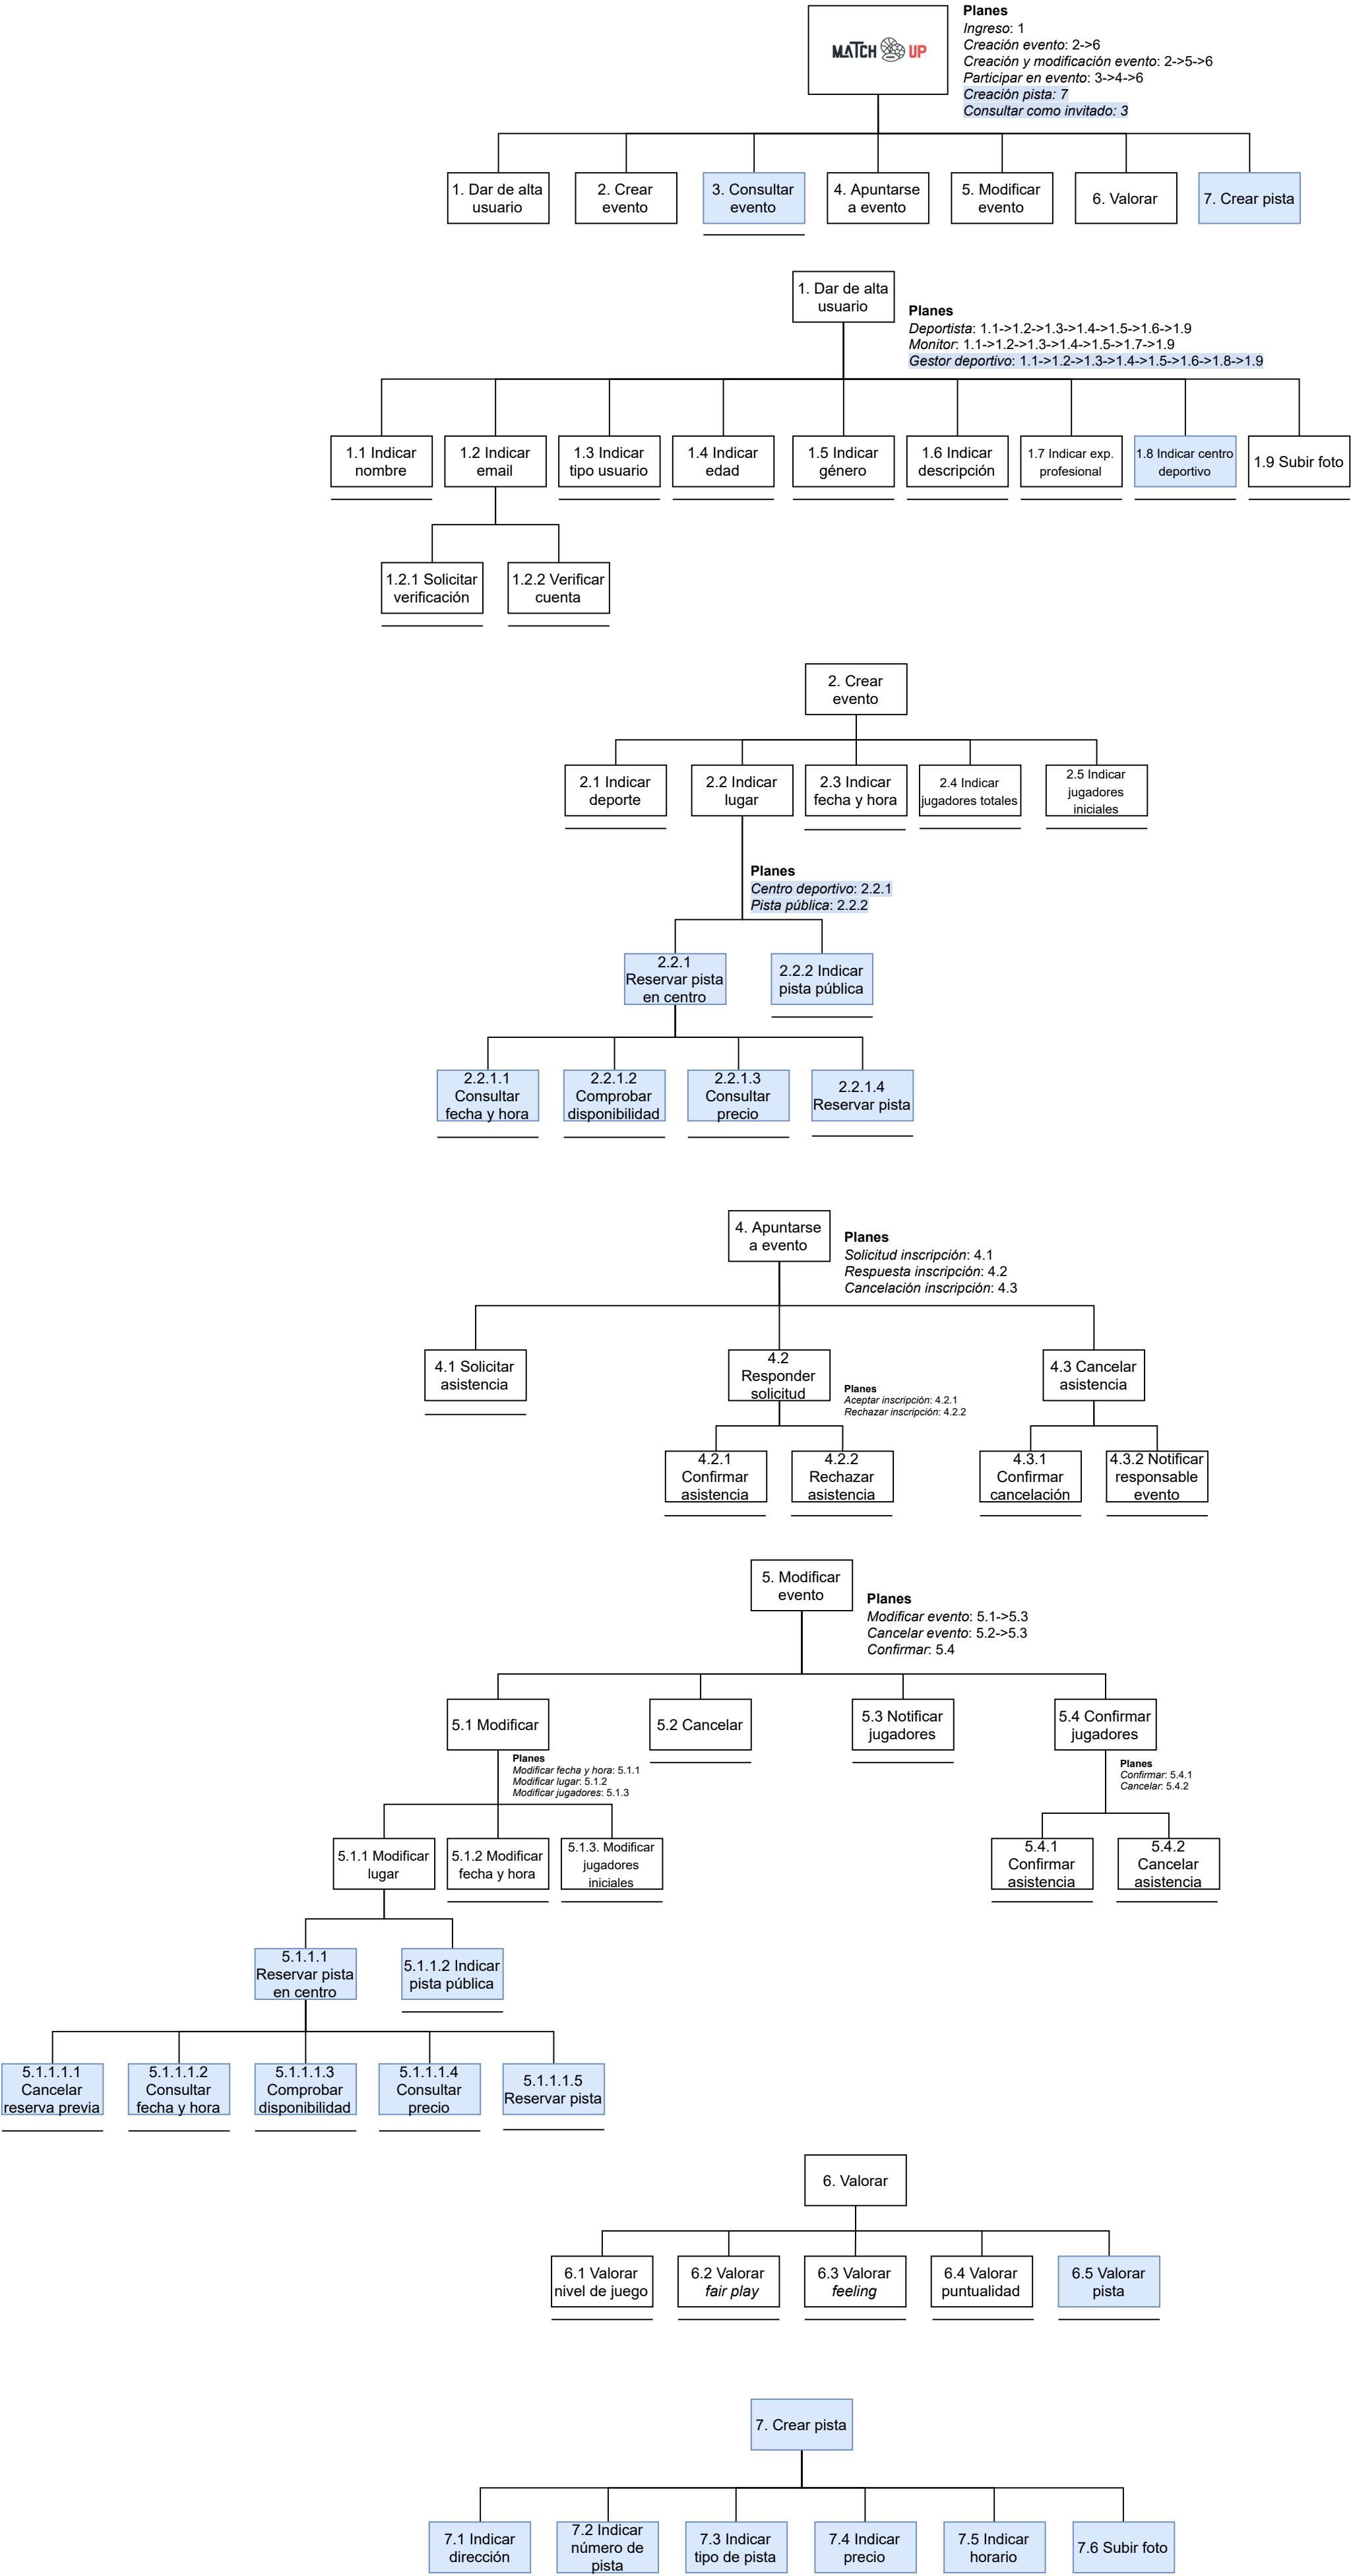 MATCH UP
Planes
Ingreso: 1
Creación evento: 2->6
Creación y modificación evento: 2->5->6
Participar en evento: 3->4->6
Creación pista: 7
Consultar como invitado: 3
1. Dar de alta
usuario
2. Crear
evento
3. Consultar
evento
4. Apuntarse
a evento
5. Modificar
evento
6. Valorar
7. Crear pista
1. Dar de alta
usuario
Planes
Deportista: 1.1->1.2->1.3->1.4->1.5->1.6->1.9
Monitor: 1.1->1.2->1.3->1.4->1.5->1.7->1.9
Gestor deportivo: 1.1->1.2->1.3->1.4->1.5->1.6->1.8->1.9
1.1 Indicar
nombre
1.2 Indicar
email
1.3 Indicar
tipo usuario
1.4 Indicar
edad
1.5 Indicar
género
1.6 Indicar
descripción
1.7 Indicar exp.
profesional
1.8 Indicar centro
deportivo
1.9 Subir foto
1.2.1 Solicitar
verificación
1.2.2 Verificar
cuenta
2. Crear
evento
2.1 Indicar
deporte
2.2 Indicar
lugar
2.3 Indicar
fecha y hora
2.4 Indicar
jugadores totales
2.5 Indicar
jugadores
iniciales
Planes
Centro deportivo: 2.2.1
Pista pública: 2.2.2
2.2.1
Reservar pista
en centro
2.2.2 Indicar
pista pública
2.2.1.1
Consultar
fecha y hora
2.2.1.2
Comprobar
disponibilidad
2.2.1.3
Consultar
precio
2.2.1.4
Reservar pista
4. Apuntarse
a evento
Planes
Solicitud inscripción: 4.1
Respuesta inscripción: 4.2
Cancelación inscripción: 4.3
4.1 Solicitar
asistencia
4.2
Responder
solicitud
4.3 Cancelar
asistencia
Planes
Aceptar inscripción: 4.2.1
Rechazar inscripción: 4.2.2
4.2.1
Confirmar
asistencia
4.2.2
Rechazar
asistencia
4.3.1
Confirmar
cancelación
4.3.2 Notificar
responsable
evento
5. Modificar
evento
Planes
Modificar evento: 5.1->5.3
Cancelar evento: 5.2->5.3
Confirmar: 5.4
5.1 Modificar
5.2 Cancelar
5.3 Notificar
jugadores
5.4 Confirmar
jugadores
Planes
Modificar fecha y hora: 5.1.1
Modificar lugar: 5.1.2
Modificar jugadores: 5.1.3
Planes
Confirmar: 5.4.1
Cancelar: 5.4.2
5.1.1 Modificar
lugar
5.1.2 Modificar
fecha y hora
5.1.3. Modificar
jugadores
iniciales
5.4.1
Confirmar
asistencia
5.4.2
Cancelar
asistencia
5.1.1.1
Reservar pista
en centro
5.1.1.2 Indicar
pista pública
5.1.1.1.1
Cancelar
reserva previa
5.1.1.1.2
Consultar
fecha y hora
5.1.1.1.3
Comprobar
disponibilidad
5.1.1.1.4
Consultar
precio
5.1.1.1.5
Reservar pista
6. Valorar
6.1 Valorar
nivel de juego
6.2 Valorar
fair play
6.3 Valorar
feeling
6.4 Valorar
puntualidad
6.5 Valorar
pista
7. Crear pista
7.1 Indicar
dirección
7.2 Indicar
número de
pista
7.3 Indicar
tipo de pista
7.4 Indicar
precio
7.5 Indicar
horario
7.6 Subir foto